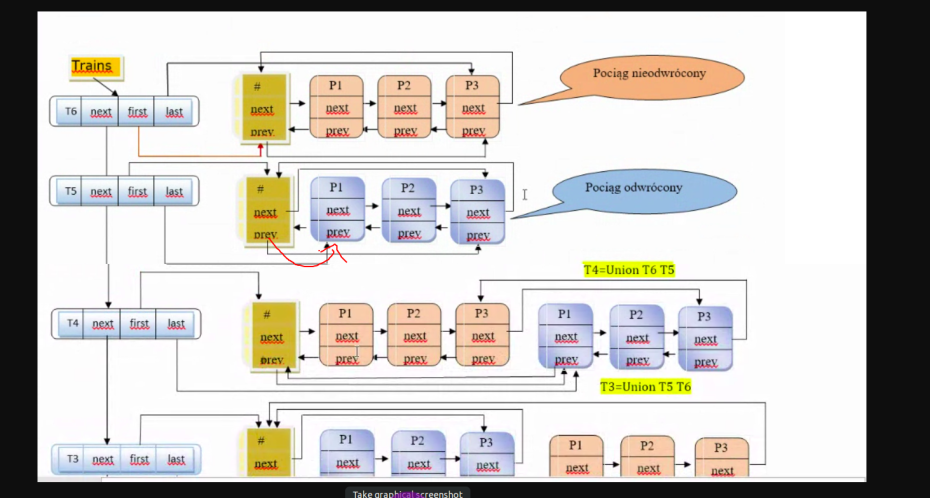 Trains
T6 next first last
# next prev
P1 next prev
P2 next prev
P3 next prev
Pociąg nieodwrócony
T5 next first last
# next prev
P1 next prev
P2 next prev
P3 next prev
Pociąg odwrócony
T4=Union T6 T5
T4 next first last
# next prev
P1 next prev
P2 next prev
P3 next prev
P1 next prev
P2 next prev
P3 next prev
T3=Union T5 T6
T3 next first last
# next
P1 next
P2 next
P3 next
P1 next
P2 next
P3 next
Take graphical screenshot